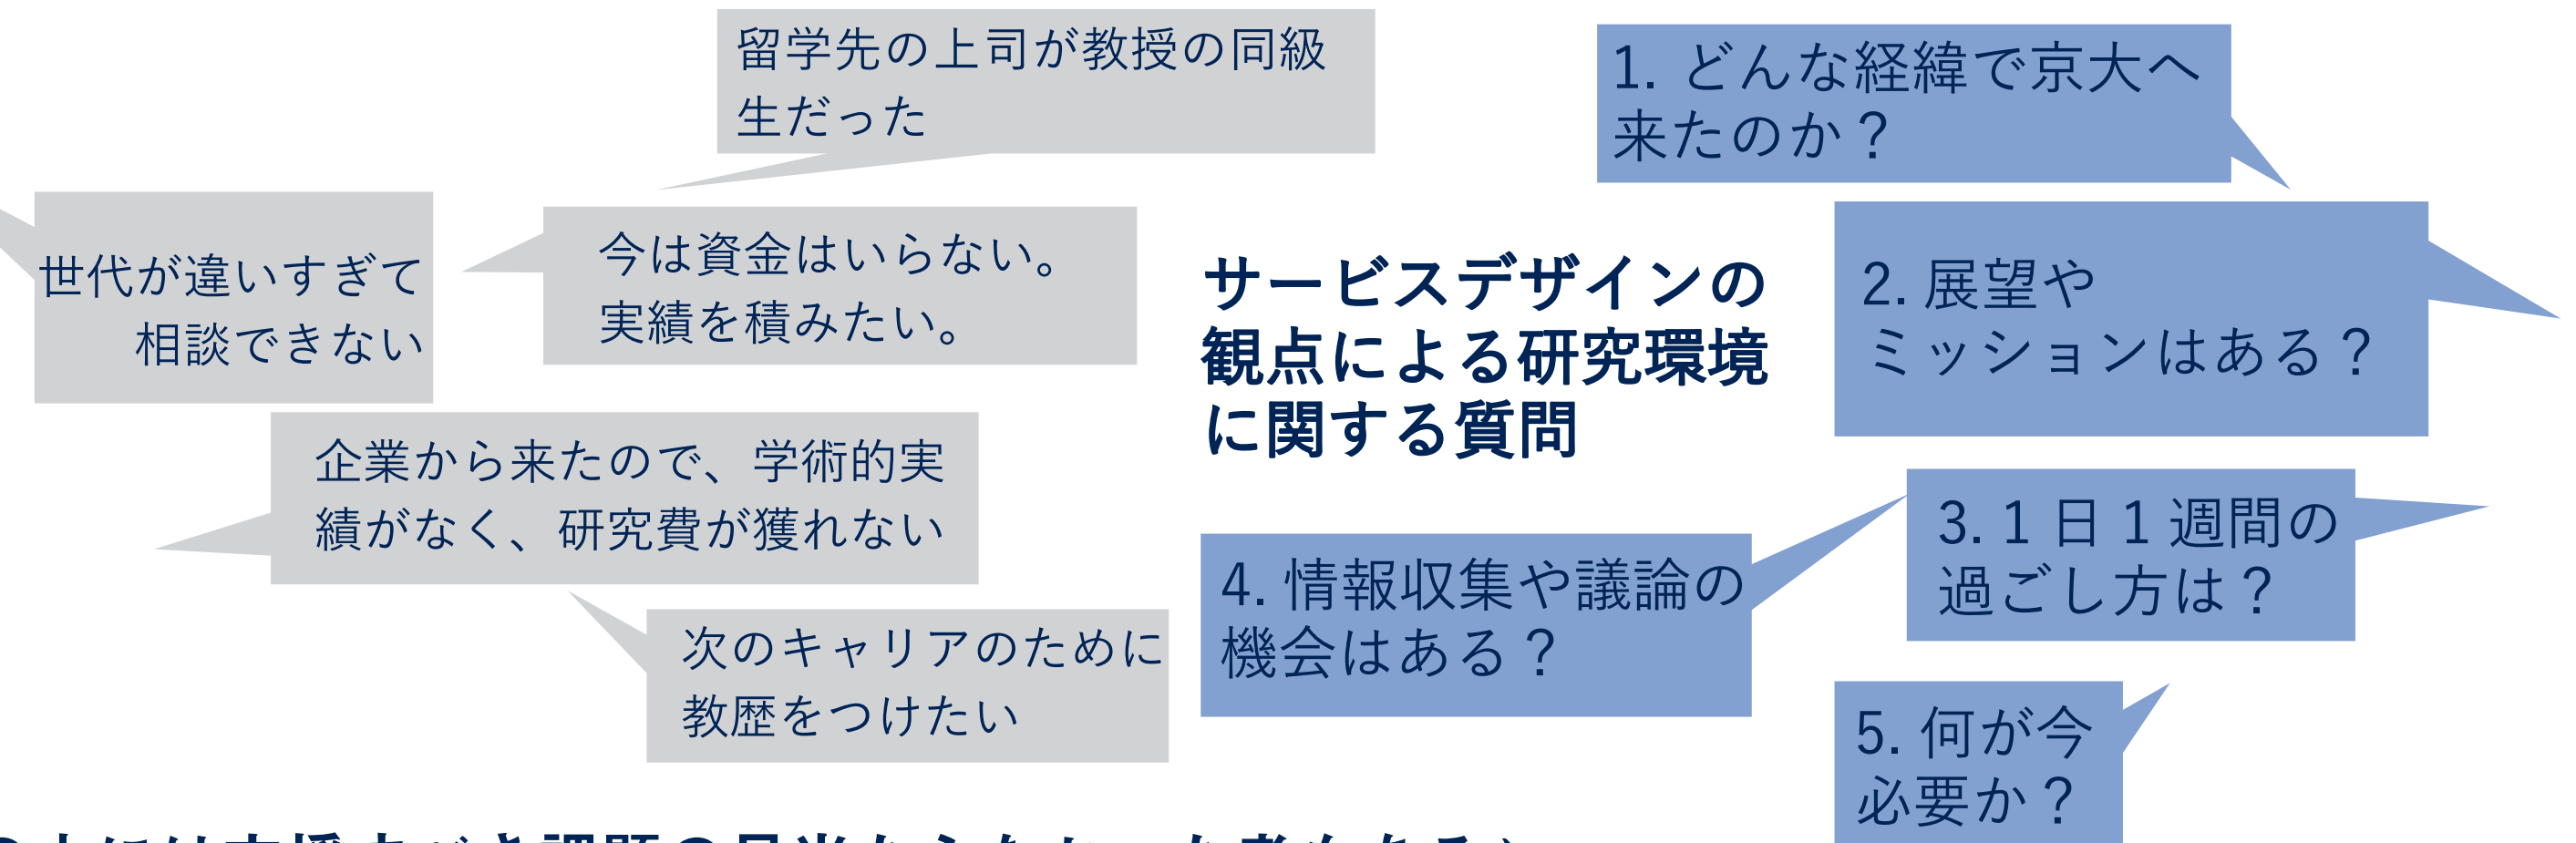 留学先の上司が教授の同級
生だった
世代が違いすぎて
相談できない
今は資金はいらない。
実績を積みたい。
企業から来たので、学術的実
績がなく、研究費が獲れない
次のキャリアのために
教歴をつけたい
サービスデザインの
観点による研究環境
に関する質問
1. どんな経緯で京大へ
来たのか？
2. 展望や
ミッションはある？
3. 1 日 1 週間の
過ごし方は？
4. 情報収集や議論の
機会はある？
5. 何が今
必要か？